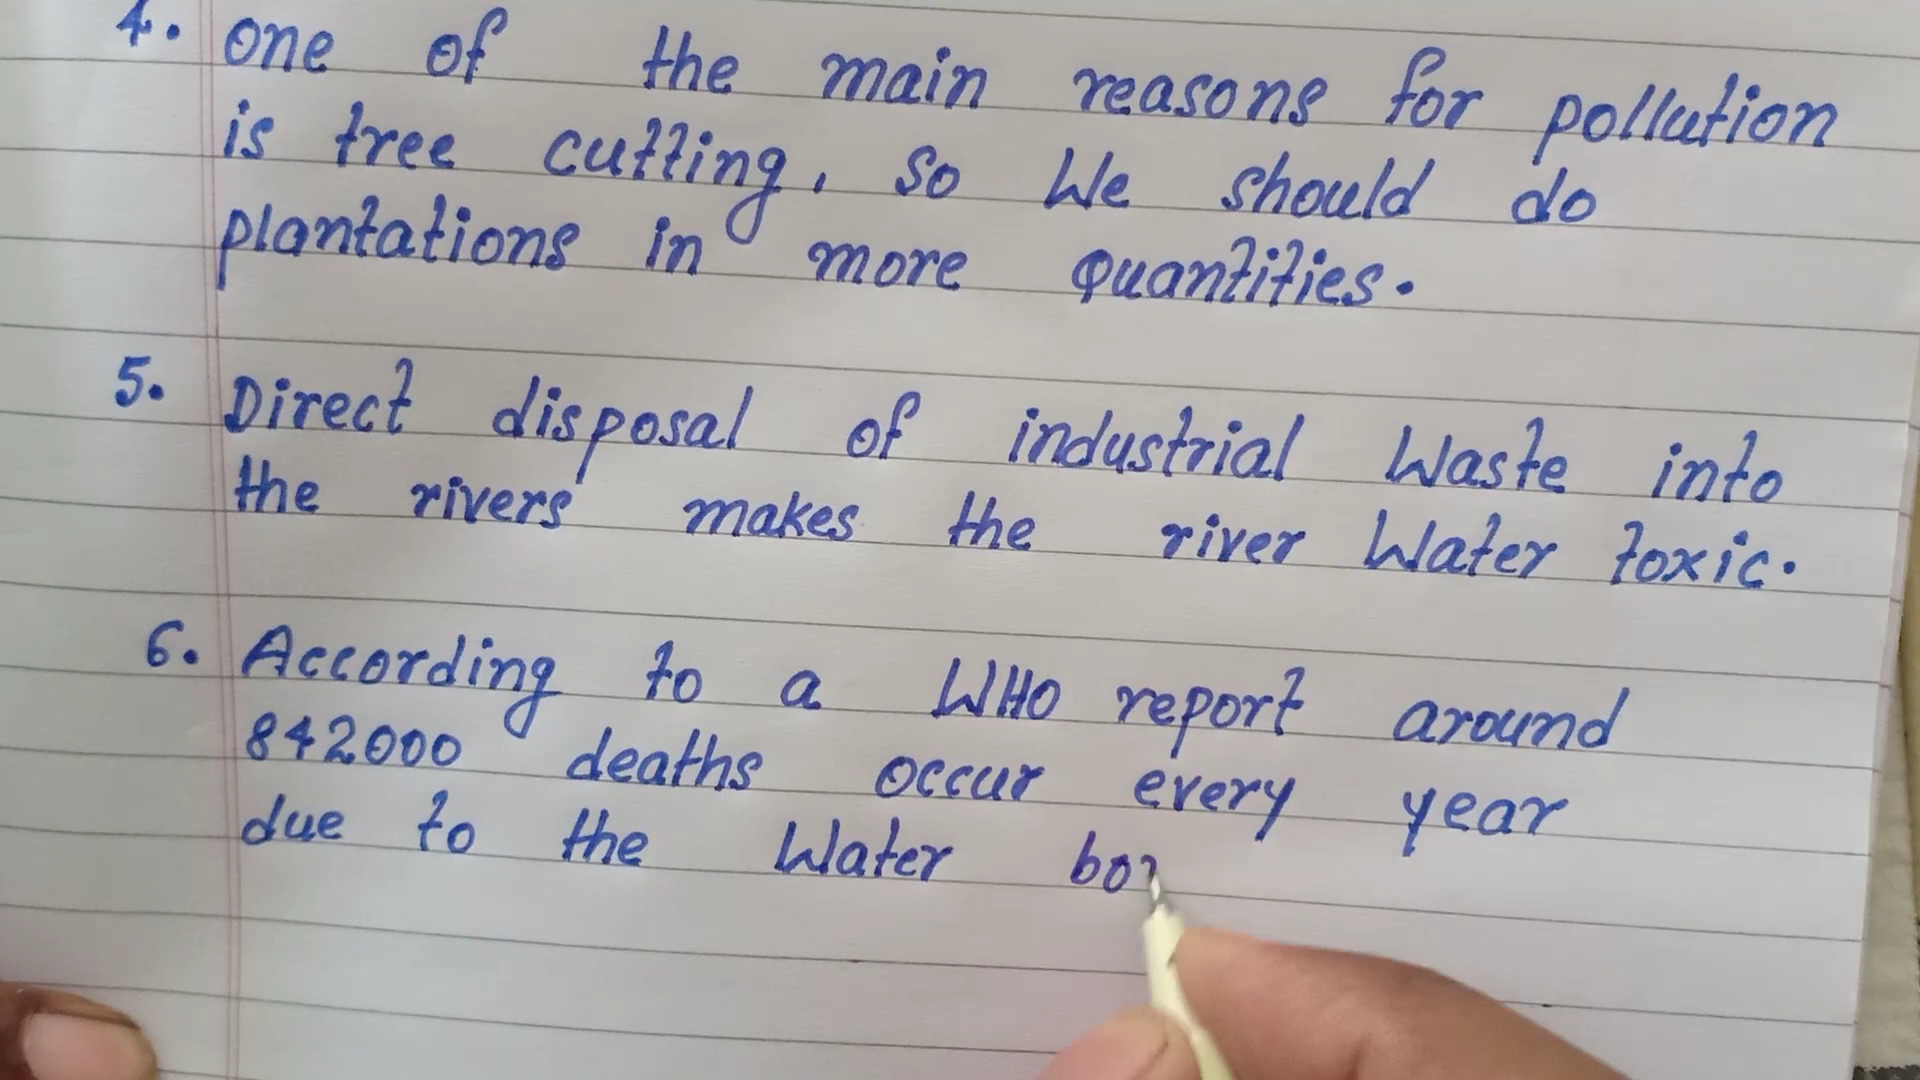 4. one of the main reasons for pollution
is tree cutting, so We should do
plantations in more Quantities.
5. Direct disposal of industrial Waste into
the rivers makes the river Water toxic.
6. According to a WHO report around
842000 deaths occur every year
due to the Water bor